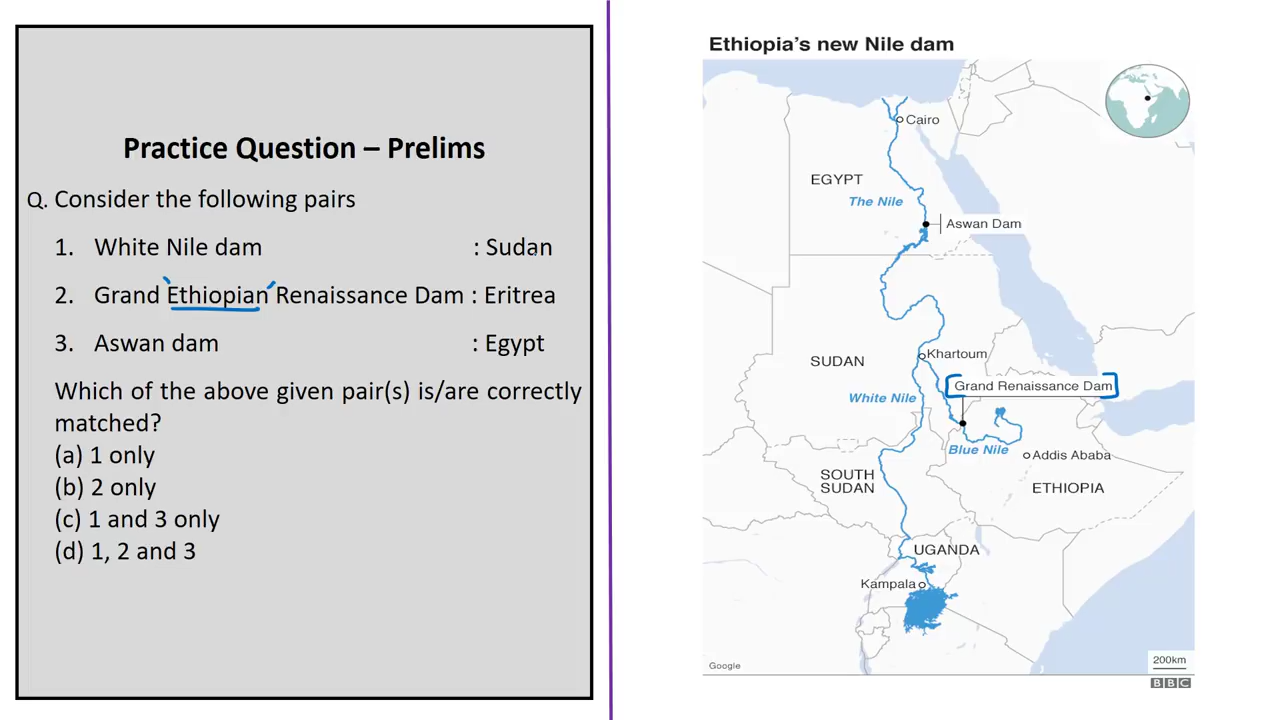 Practice Question – Prelims
Q. Consider the following pairs
1. White Nile dam : Sudan
2. Grand Ethiopian Renaissance Dam : Eritrea
3. Aswan dam : Egypt
Which of the above given pair(s) is/are correctly
matched?
(a) 1 only
(b) 2 only
(c) 1 and 3 only
(d) 1, 2 and 3
Ethiopia's new Nile dam
Cairo
EGYPT
The Nile
Aswan Dam
Khartoum
SUDAN
Grand Renaissance Dam
White Nile
Blue Nile
Addis Ababa
SOUTH
SUDAN
ETHIOPIA
UGANDA
Kampala
Google
200km
BBC